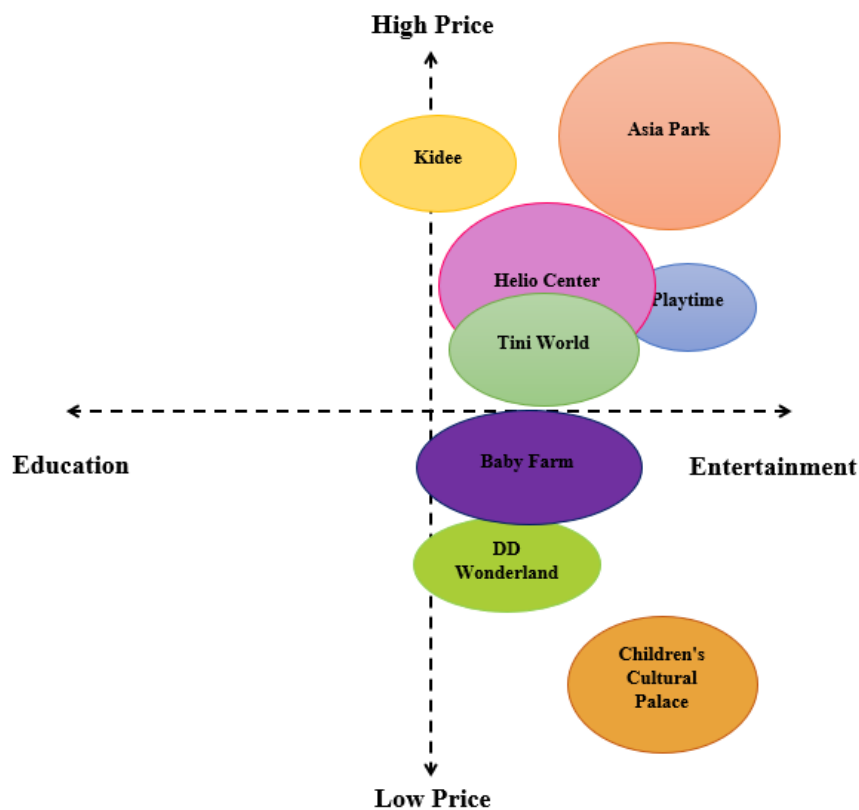 High Price
Asia Park
Kidee
Helio Center
Playtime
Tini World
Education
Baby Farm
Entertainment
DD
Wonderland
Children's
Cultural
Palace
Low Price